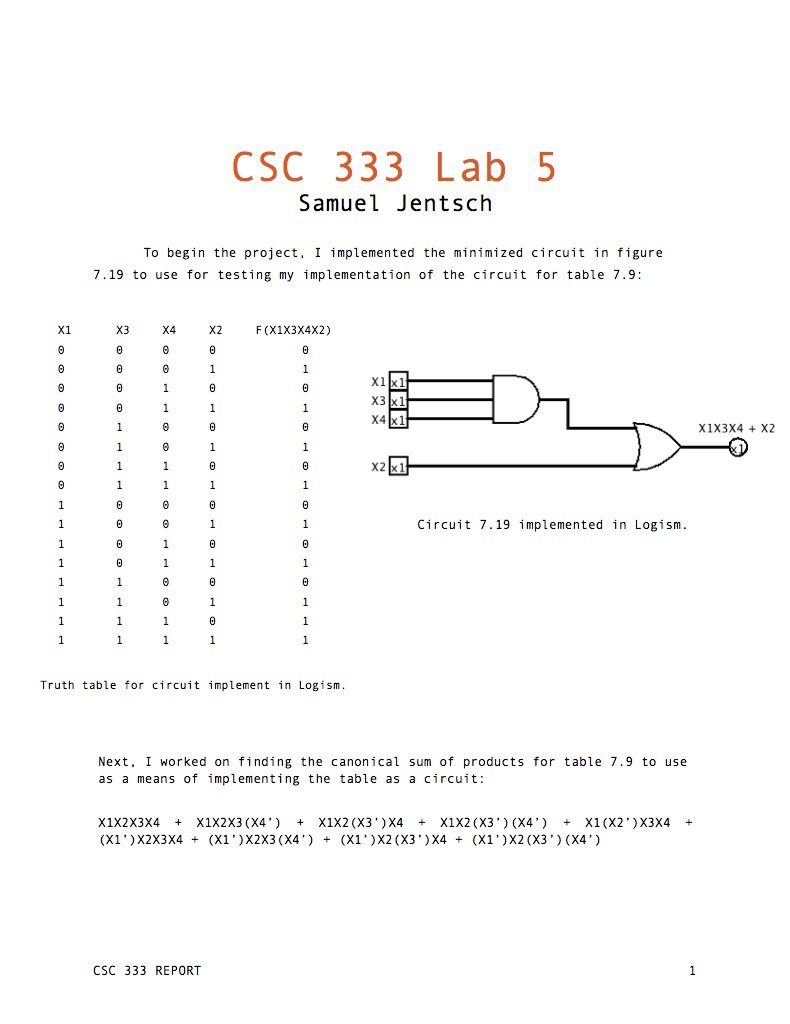 CSC 333 Lab 5
Samuel Jentsch
To begin the project, I implemented the minimized circuit in figure
7.19 to use for testing my implementation of the circuit for table 7.9:
X1 X3 X4 X2 F(X1X3X4X2)
0 0 0 0 0
0 0 0 1 1
0 0 1 0 0
0 0 1 1 1
0 1 0 0 0
0 1 0 1 1
0 1 1 0 0
0 1 1 1 1
1 0 0 0 0
1 0 0 1 1
1 0 1 0 0
1 0 1 1 1
1 1 0 0 0
1 1 0 1 1
1 1 1 0 1
1 1 1 1 1
X1 x1
X3 x1
X4 x1
X2 x1
X1X3X4 + X2
x1
Circuit 7.19 implemented in Logism.
Truth table for circuit implement in Logism.
Next, I worked on finding the canonical sum of products for table 7.9 to use
as a means of implementing the table as a circuit:
X1X2X3X4 + X1X2X3(X4’) + X1X2(X3’)X4 + X1X2(X3’)(X4’) + X1(X2’)X3X4 +
(X1’)X2X3X4 + (X1’)X2X3(X4’) + (X1’)X2(X3’)X4 + (X1’)X2(X3’)(X4’)
CSC 333 REPORT 1